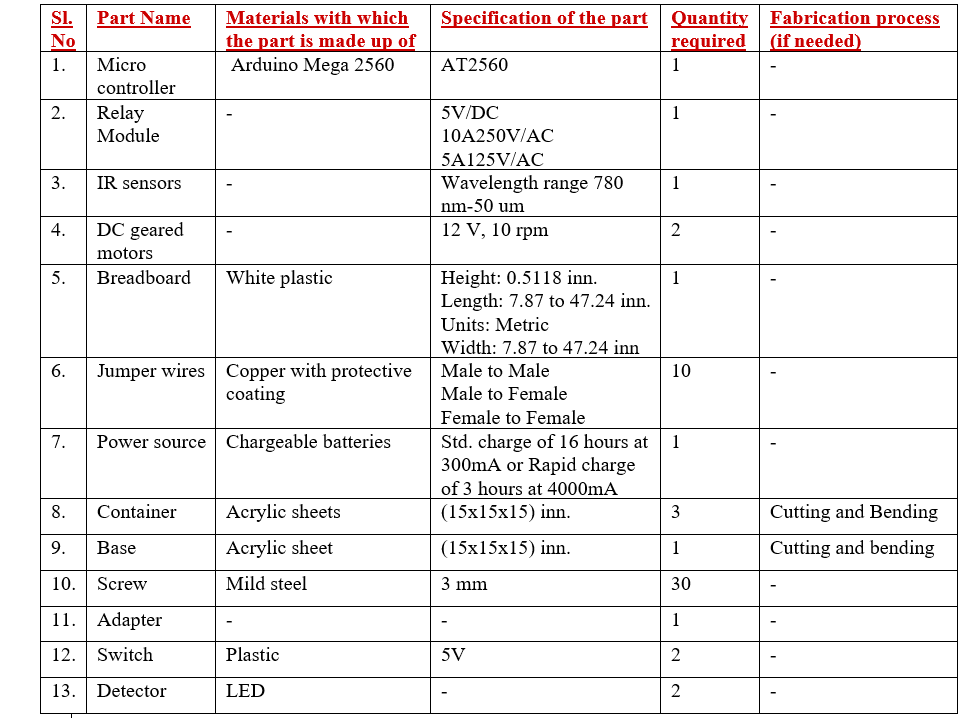 Sl. No | Part Name | Materials with which the part is made up of | Specification of the part | Quantity required | Fabrication process (if needed)
1. | Micro controller | Arduino Mega 2560 | AT2560 | 1 | -
2. | Relay Module | - | 5V/DC 10A250V/AC 5A125V/AC | 1 | -
3. | IR sensors | - | Wavelength range 780 nm-50 um | 1 | -
4. | DC geared motors | - | 12 V, 10 rpm | 2 | -
5. | Breadboard | White plastic | Height: 0.5118 inn. Length: 7.87 to 47.24 inn. Units: Metric Width: 7.87 to 47.24 inn | 1 | -
6. | Jumper wires | Copper with protective coating | Male to Male Male to Female Female to Female | 10 | -
7. | Power source | Chargeable batteries | Std. charge of 16 hours at 300mA or Rapid charge of 3 hours at 4000mA | 1 | -
8. | Container | Acrylic sheets | (15x15x15) inn. | 3 | Cutting and Bending
9. | Base | Acrylic sheet | (15x15x15) inn. | 1 | Cutting and bending
10. | Screw | Mild steel | 3 mm | 30 | -
11. | Adapter | - | - | 1 | -
12. | Switch | Plastic | 5V | 2 | -
13. | Detector | LED | - | 2 | -